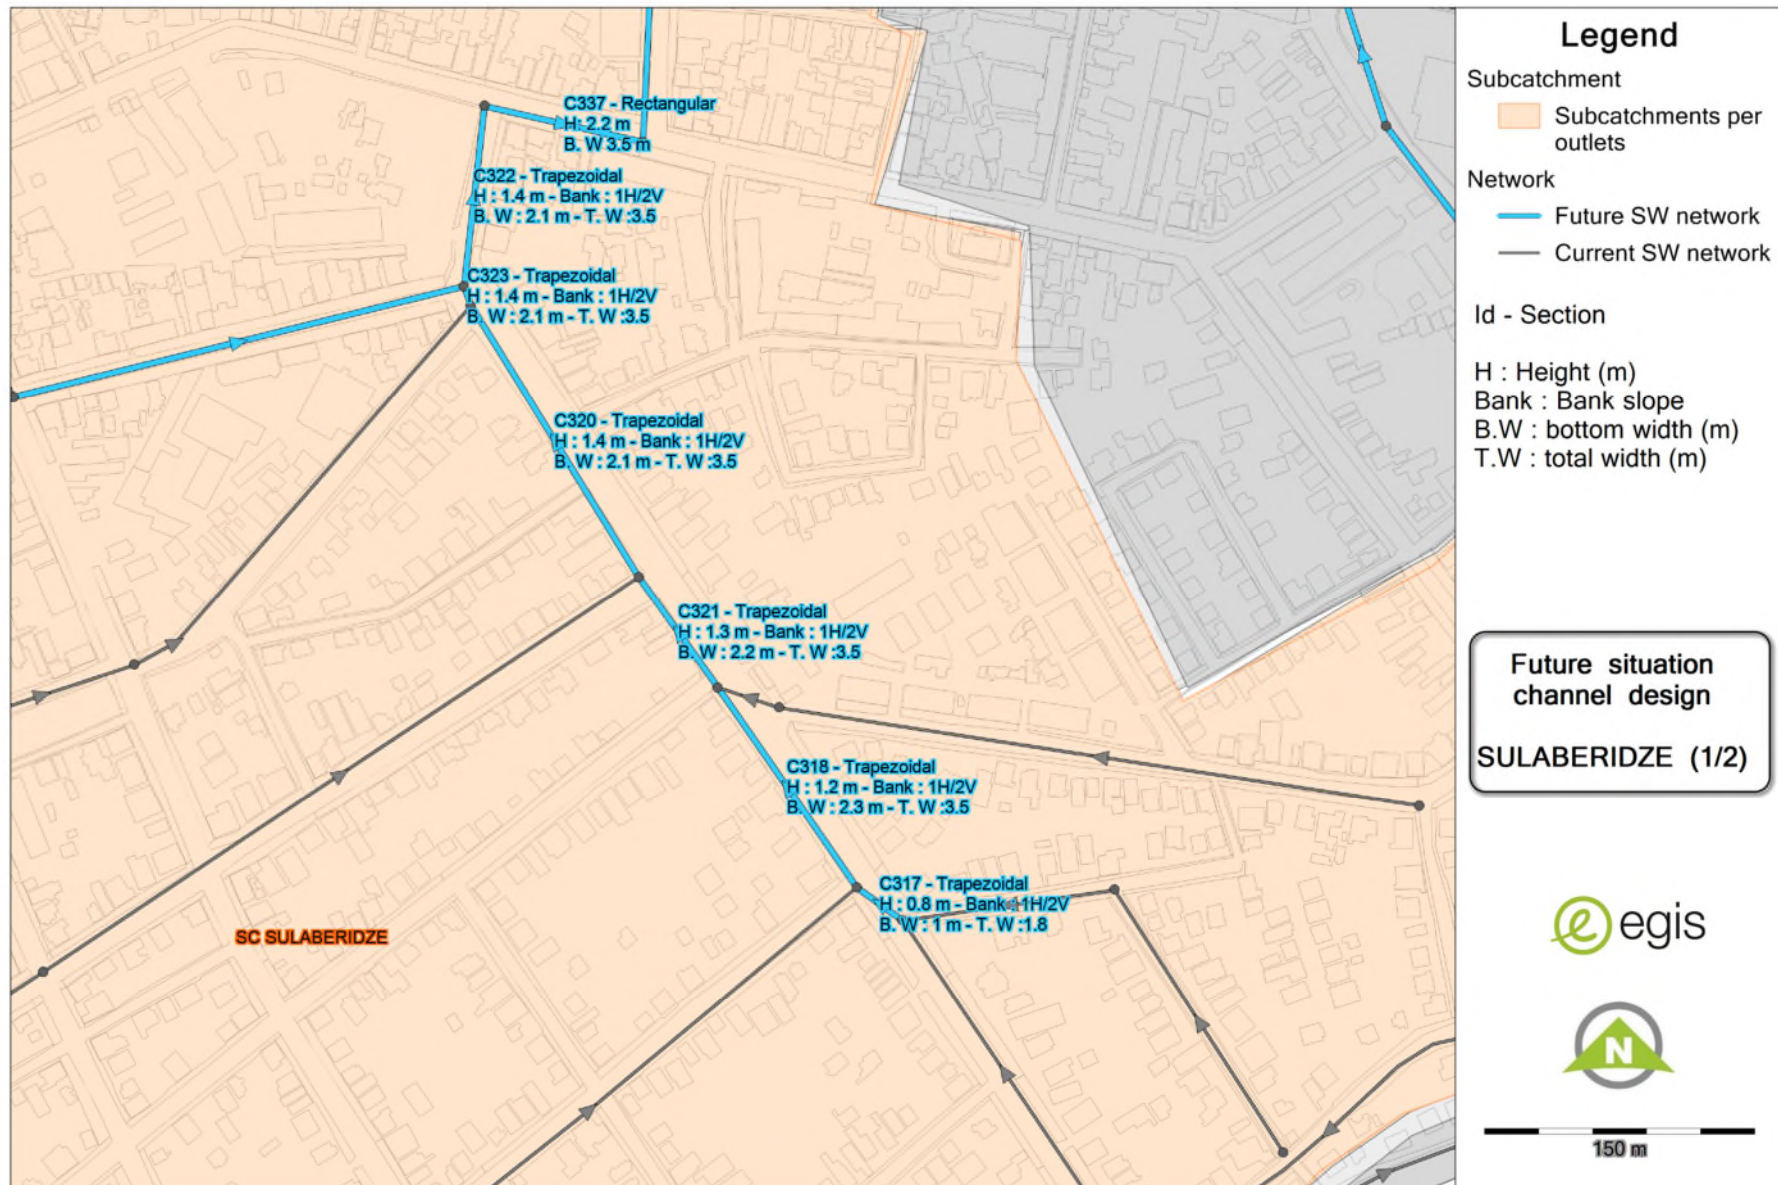 C337 - Rectangular
H: 2.2 m
B. W 3.5 m
C322 - Trapezoidal
H : 1.4 m - Bank : 1H/2V
B. W : 2.1 m - T. W :3.5
C323 - Trapezoidal
H : 1.4 m - Bank : 1H/2V
B. W : 2.1 m - T. W :3.5
C320 - Trapezoidal
H : 1.4 m - Bank : 1H/2V
B. W : 2.1 m - T. W :3.5
C321 - Trapezoidal
H : 1.3 m - Bank : 1H/2V
B. W : 2.2 m - T. W :3.5
C318 - Trapezoidal
H : 1.2 m - Bank : 1H/2V
B. W : 2.3 m - T. W :3.5
C317 - Trapezoidal
H : 0.8 m - Bank : 1H/2V
B. W : 1 m - T. W :1.8
SC SULABERIDZE
Legend
Subcatchment
Subcatchments per
outlets
Network
Future SW network
Current SW network
Id - Section
H : Height (m)
Bank : Bank slope
B.W : bottom width (m)
T.W : total width (m)
Future situation
channel design
SULABERIDZE (1/2)
egis
N
150 m